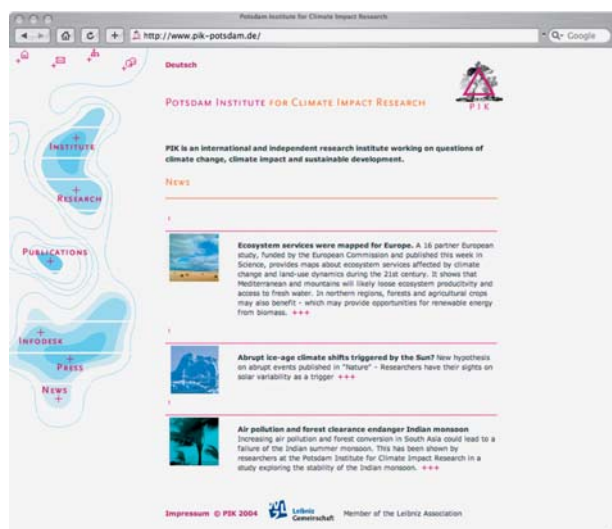 Potsdam Institute for Climate Impact Research
http://www.pik-potsdam.de/
Google
Deutsch
POTSDAM INSTITUTE FOR CLIMATE IMPACT RESEARCH
PIK
PIK is an international and independent research institute working on questions of
climate change, climate impact and sustainable development.
NEWS
INSTITUTE
RESEARCH
PUBLICATIONS
INFODESK
PRESS
NEWS
Ecosystem services were mapped for Europe. A 16 partner European
study, funded by the European Commission and published this week in
Science, provides maps about ecosystem services affected by climate
change and land-use dynamics during the 21st century. It shows that
Mediterranean and mountains will likely loose ecosystem producitvity and
access to fresh water. In northern regions, forests and agricultural crops
may also benefit - which may provide opportunities for renewable energy
from biomass. +++
Abrupt ice-age climate shifts triggered by the Sun? New hypothesis
on abrupt events published in "Nature" - Researchers have their sights on
solar variability as a trigger +++
Air pollution and forest clearance endanger Indian monsoon
Increasing air pollution and forest conversion in South Asia could lead to a
failure of the Indian summer monsoon. This has been shown by
researchers at the Potsdam Institute for Climate Impact Research in a
study exploring the stability of the Indian monsoon. +++
Impressum © PIK 2004
Leibniz
Gemeinschaft
Member of the Leibniz Association